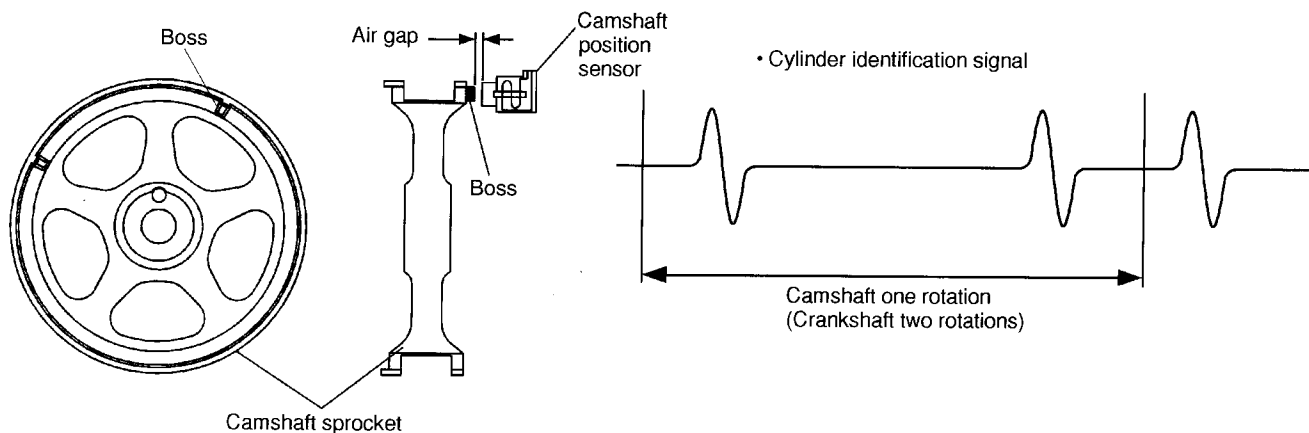 Boss
Air gap
Camshaft
position
sensor
Boss
Camshaft sprocket
• Cylinder identification signal
Camshaft one rotation
(Crankshaft two rotations)